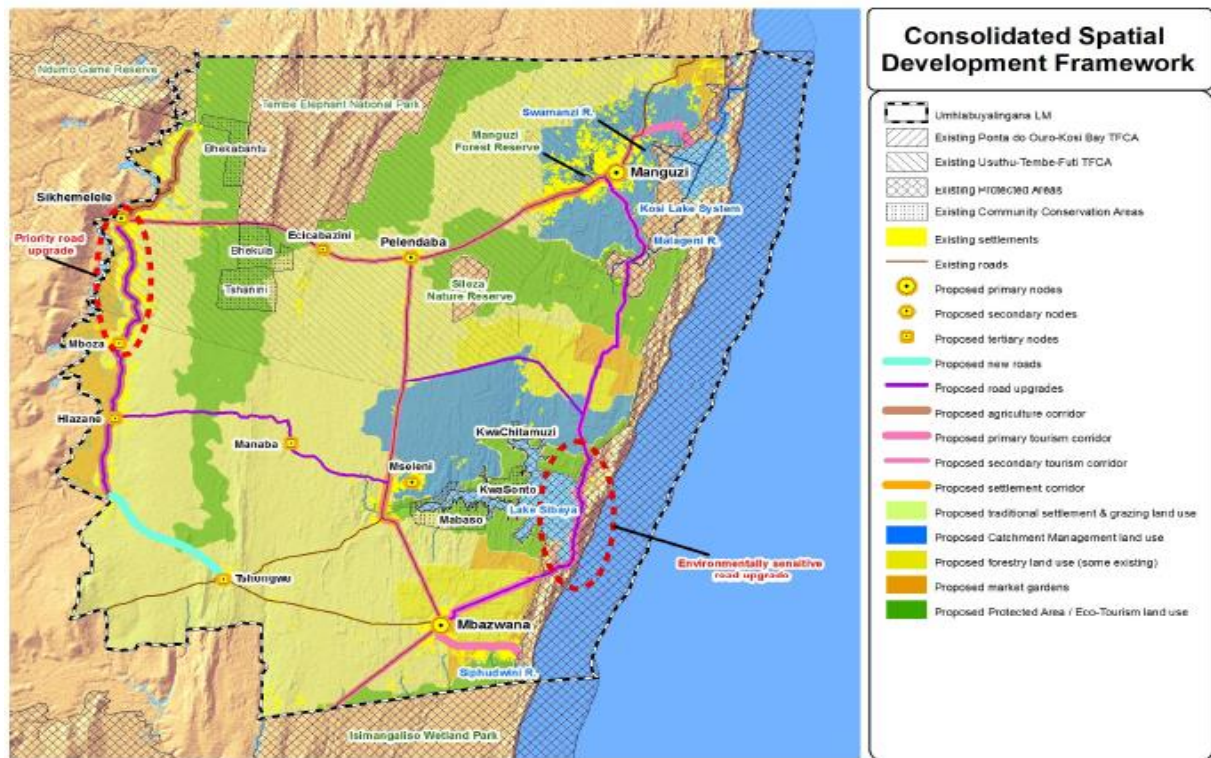 Consolidated Spatial
Development Framework
Ndumo Game Reserve
Tembe Elephant National Park
Swamanzi R.
Bhekabantu
Manguzi
Forest Reserve
Manguzi
Sikhemelele
Kosi Lake System
Priority road
upgrade
Ecicabazini
Pelendaba
Malageni R.
Bhekula
Tshanini
Sileza
Nature Reserve
Mboza
Hlazane
Manaba
KwaChitamuzi
Mseleni
KwaSonto
Lake Sibaya
Mabaso
Environmentally sensitive
road upgrade
Tshongwe
Mbazwana
Siphudwini R.
Isimangaliso Wetland Park
Umhlabuyalingana LM
Existing Ponta do Ouro-Kosi Bay TFCA
Existing Usuthu-Tembe-Futi TFCA
Existing Protected Areas
Existing Community Conservation Areas
Existing settlements
Existing roads
Proposed primary nodes
Proposed secondary nodes
Proposed tertiary nodes
Proposed new roads
Proposed road upgrades
Proposed agriculture corridor
Proposed primary tourism corridor
Proposed secondary tourism corridor
Proposed settlement corridor
Proposed traditional settlement & grazing land use
Proposed Catchment Management land use
Proposed forestry land use (some existing)
Proposed market gardens
Proposed Protected Area / Eco-Tourism land use